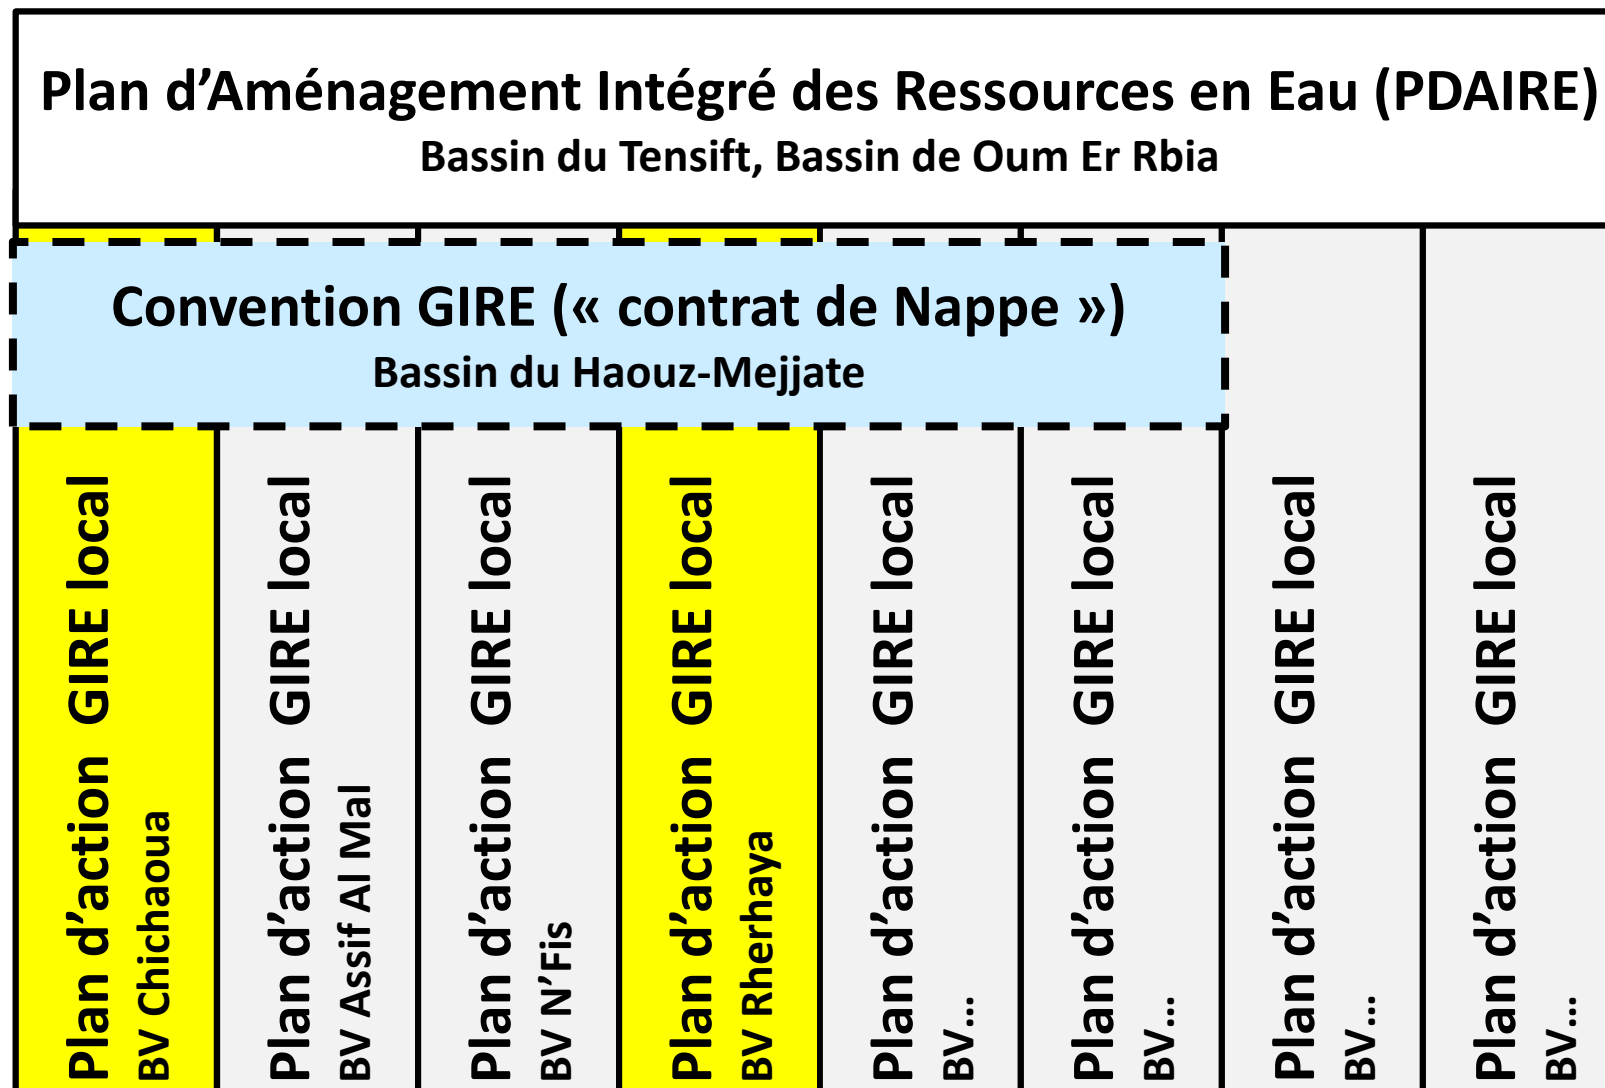 Plan d’Aménagement Intégré des Ressources en Eau (PDAIRE)
Bassin du Tensift, Bassin de Oum Er Rbia
Convention GIRE (« contrat de Nappe »)
Bassin du Haouz-Mejjate
Plan d’action  GIRE local
BV Chichaoua
Plan d’action  GIRE local
BV Assif Al Mal
Plan d’action  GIRE local
BV N’Fis
Plan d’action  GIRE local
BV Rherhaya
Plan d’action  GIRE local
BV…
Plan d’action  GIRE local
BV…
Plan d’action  GIRE local
BV…
Plan d’action  GIRE local
BV…